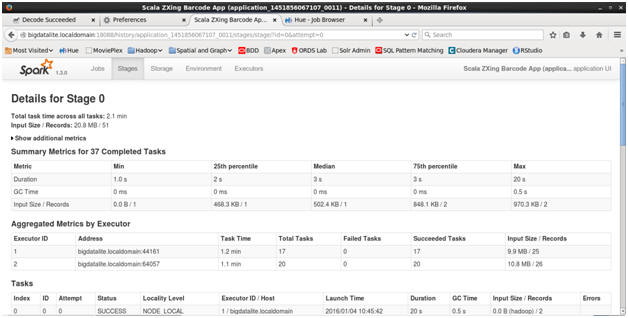 Scala ZXing Barcode App (application_1451856067107_0011) - Details for Stage 0 - Mozilla Firefox
Decode Succeeded
Preferences
Scala ZXing Barcode Ap...
Hue - Job Browser
bigdatalite.localdomain:18088/history/application_1451856067107_0011/stages/stage/?id=0&attempt=0
Search
Most Visited Hue MoviePlex Hadoop Spatial and Graph BDD Apex ORDS Lab Solr Admin SQL Pattern Matching Cloudera Manager RStudio
Spark 1.3.0 Jobs Stages Storage Environment Executors Scala ZXing Barcode App (applica... application UI
Details for Stage 0
Total task time across all tasks: 2.1 min
Input Size / Records: 20.8 MB / 51
Show additional metrics
Summary Metrics for 37 Completed Tasks
Metric Min 25th percentile Median 75th percentile Max
Duration 1.0 s 2 s 3 s 3 s 20 s
GC Time 0 ms 0 ms 0 ms 0 ms 0.5 s
Input Size / Records 0.0 B / 1 468.3 KB / 1 502.4 KB / 1 848.1 KB / 2 970.3 KB / 2
Aggregated Metrics by Executor
Executor ID Address Task Time Total Tasks Failed Tasks Succeeded Tasks Input Size / Records
1 bigdatalite.localdomain:44161 1.2 min 17 0 17 9.9 MB / 25
2 bigdatalite.localdomain:64057 1.1 min 20 0 20 10.8 MB / 26
Tasks
Index ID Attempt Status Locality Level Executor ID / Host Launch Time Duration GC Time Input Size / Records Errors
0 0 0 SUCCESS NODE_LOCAL 1 / bigdatalite.localdomain 2016/01/04 10:45:42 20 s 0.5 s 0.0 B (hadoop) / 2